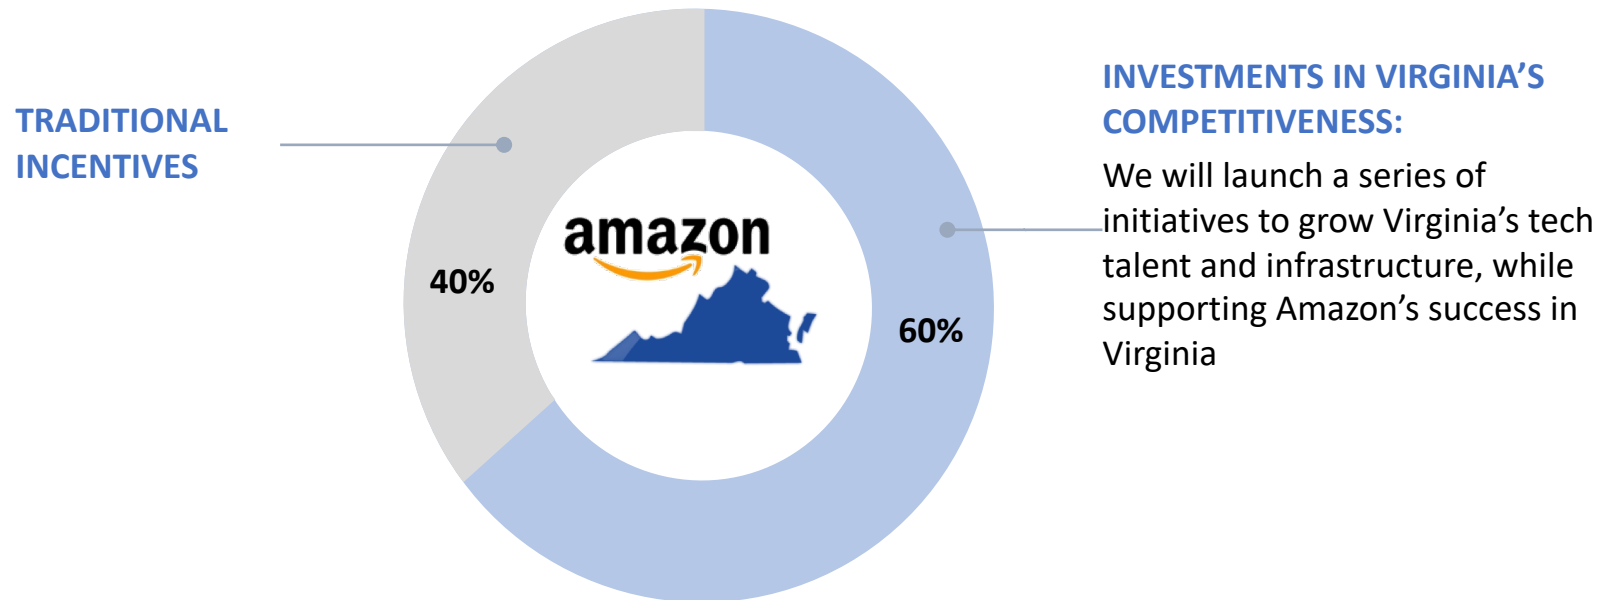 TRADITIONAL
INCENTIVES
40%
amazon
60%
INVESTMENTS IN VIRGINIA’S
COMPETITIVENESS:
We will launch a series of
initiatives to grow Virginia’s tech
talent and infrastructure, while
supporting Amazon’s success in
Virginia